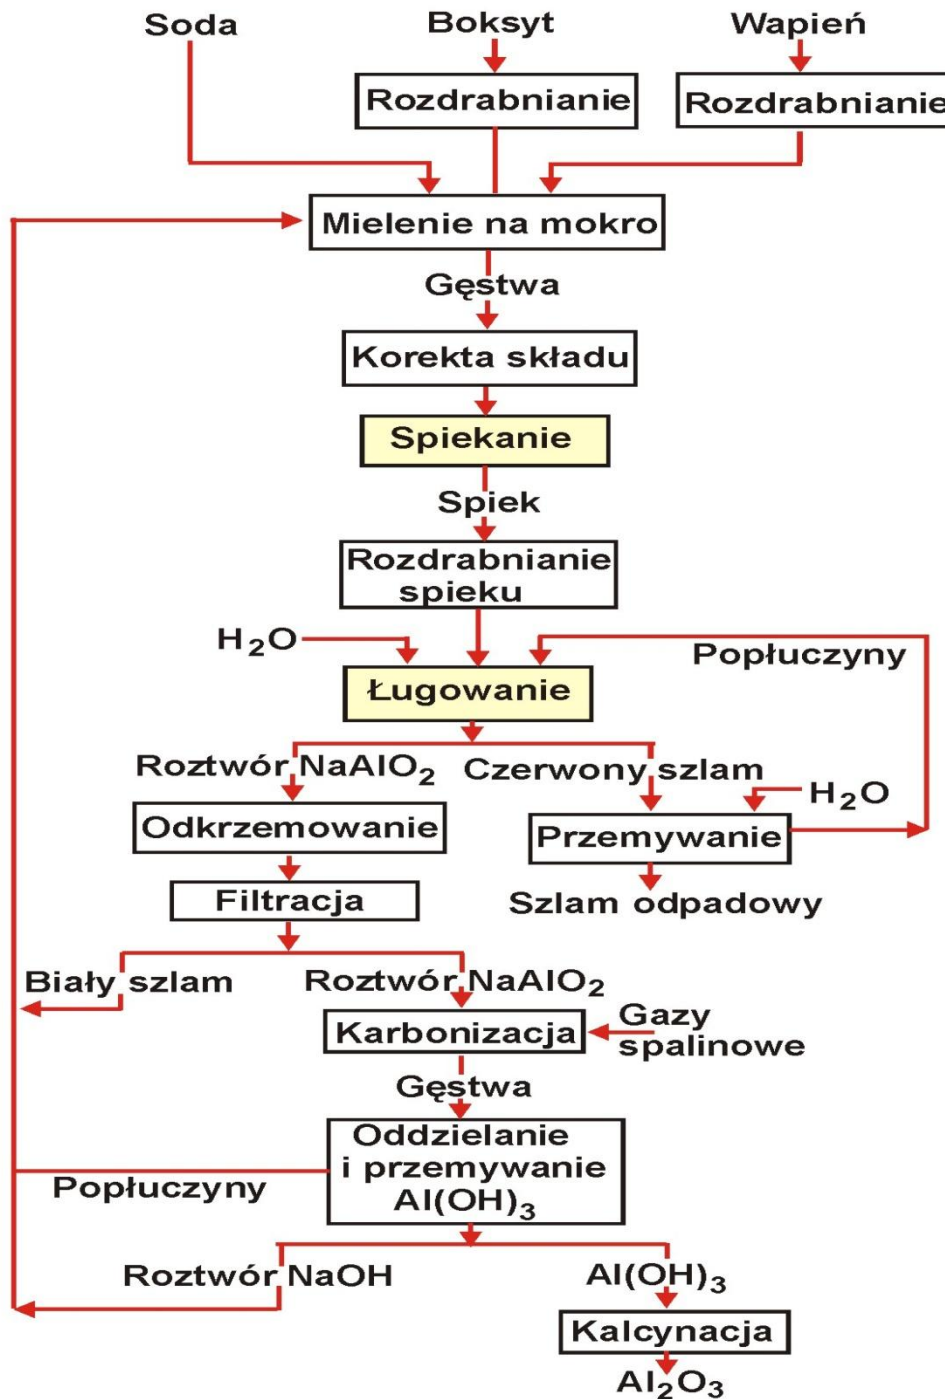 Soda
Boksyt
Wapień
Rozdrabnianie
Rozdrabnianie
Mielenie na mokro
Gęstwa
Korekta składu
Spiekanie
Spiek
Rozdrabnianie
spieku
H₂O
Popłuczyny
Ługowanie
Roztwór NaAlO₂
Czerwony szlam
H₂O
Odkrzemowanie
Przemywanie
Filtracja
Szlam odpadowy
Biały szlam
Roztwór NaAlO₂
Karbonizacja
Gazy
spalinowe
Gęstwa
Oddzielanie
i przemywanie
Al(OH)₃
Popłuczyny
Roztwór NaOH
Al(OH)₃
Kalcynacja
Al₂O₃